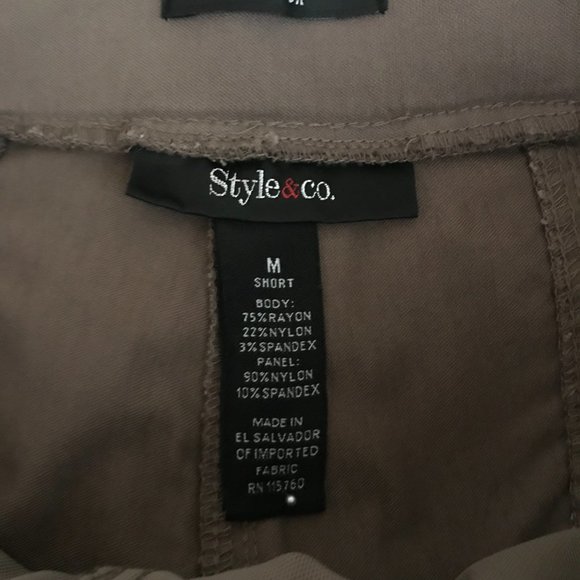 Style&co.
M
SHORT
BODY:
75%RAYON
22%NYLON
3%SPANDEX
PANEL:
90%NYLON
10%SPANDEX
MADE IN
EL SALVADOR
OF IMPORTED
FABRIC
RN 115760